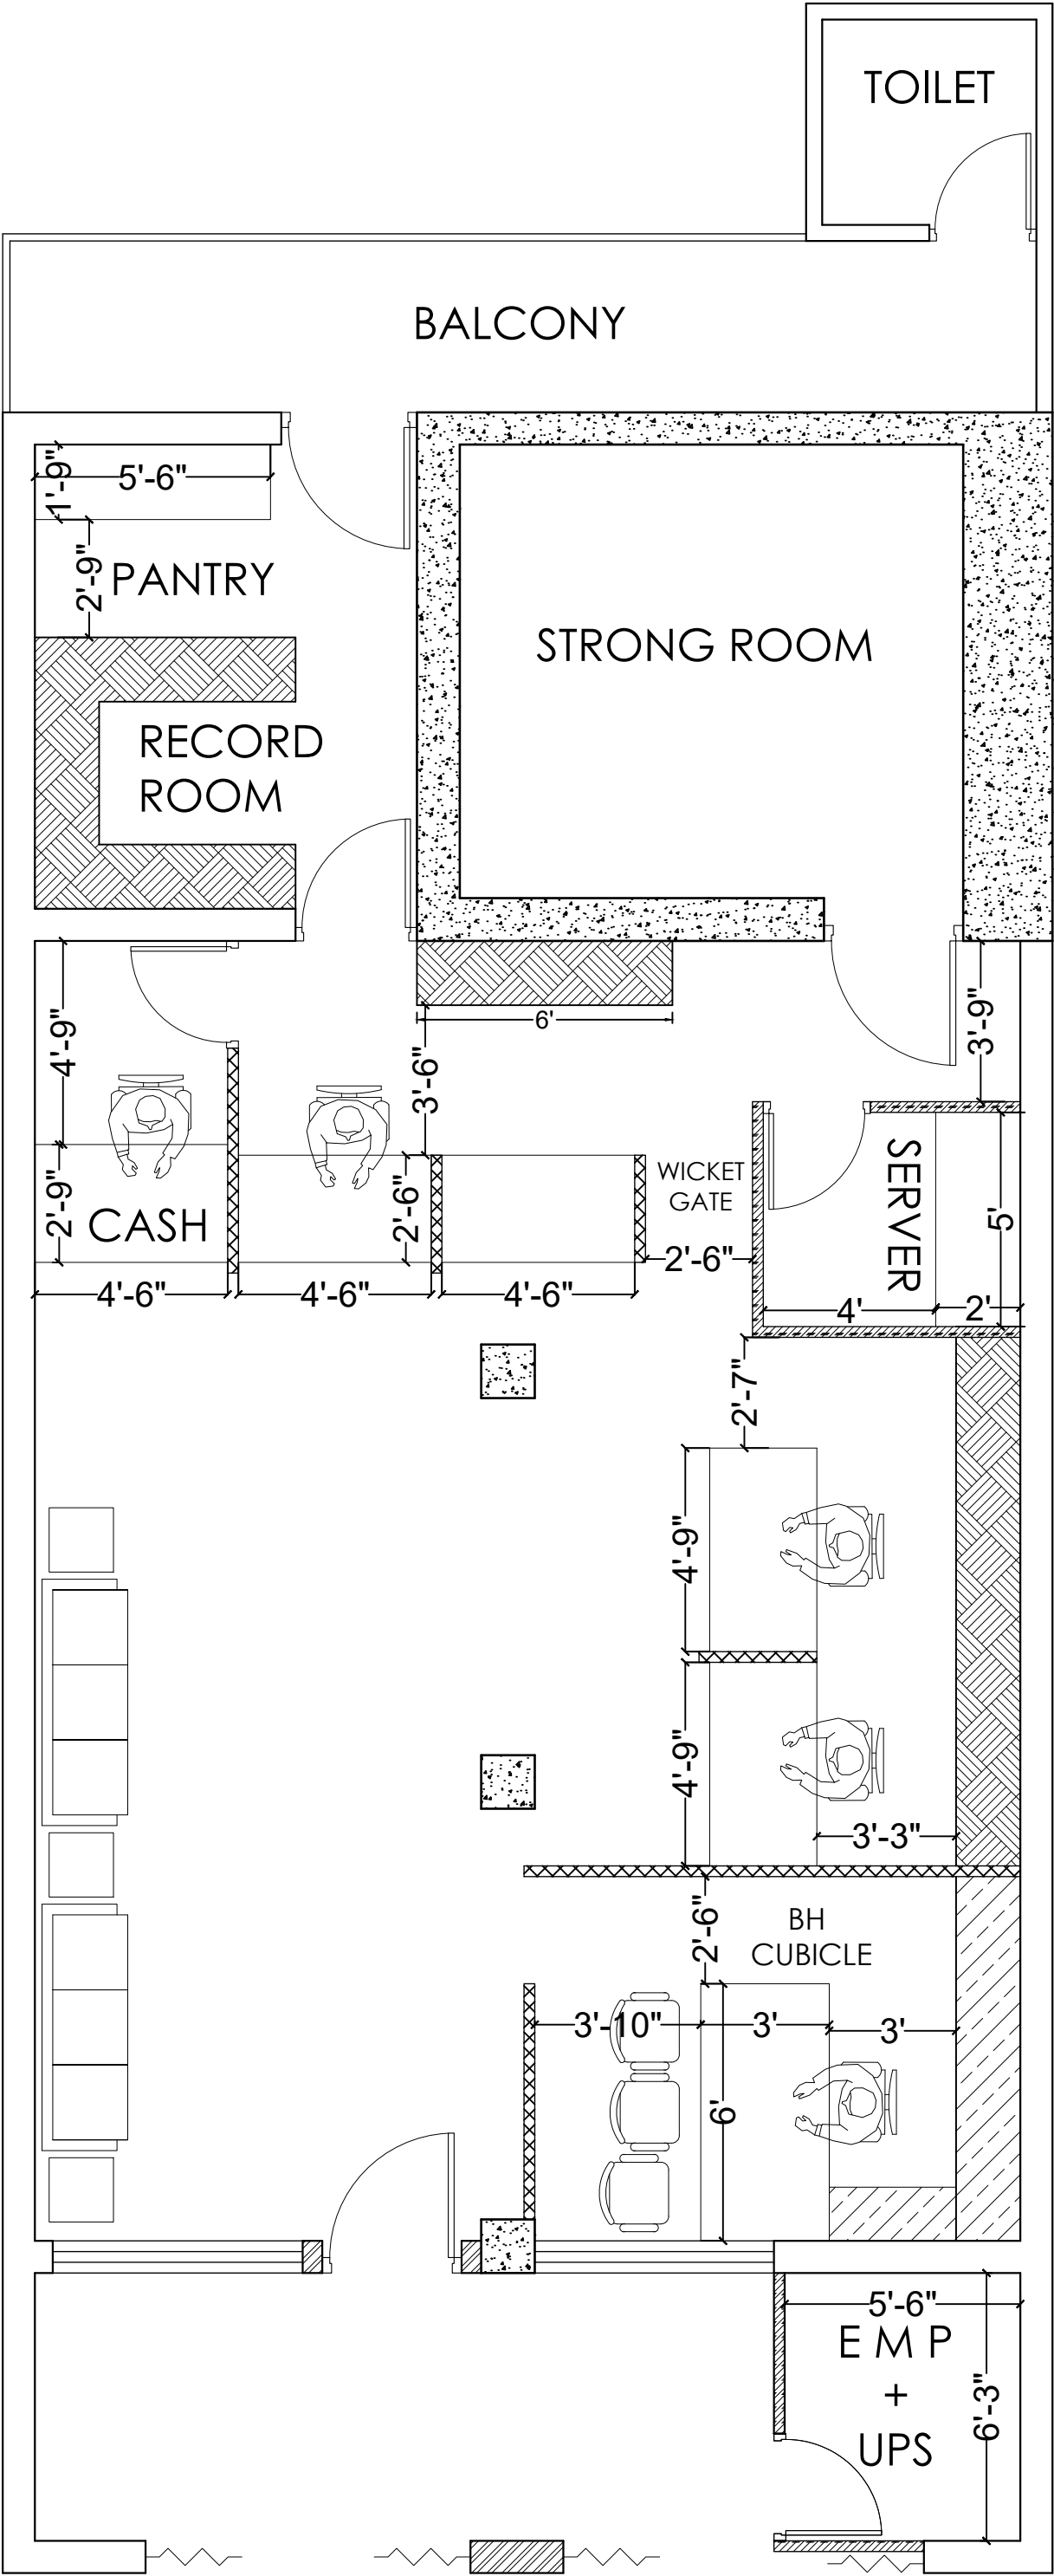 TOILET
BALCONY
1'-9"
5'-6"
2'-9"
PANTRY
STRONG ROOM
RECORD
ROOM
6'
4'-9"
3'-6"
3'-9"
2'-9"
CASH
2'-6"
WICKET
GATE
SERVER
5'
2'-6"
4'-6"
4'-6"
4'-6"
4'
2'
2'-7"
4'-9"
4'-9"
3'-3"
2'-6"
BH
CUBICLE
3'-10"
3'
3'
6'
5'-6"
E M P
+
UPS
6'-3"